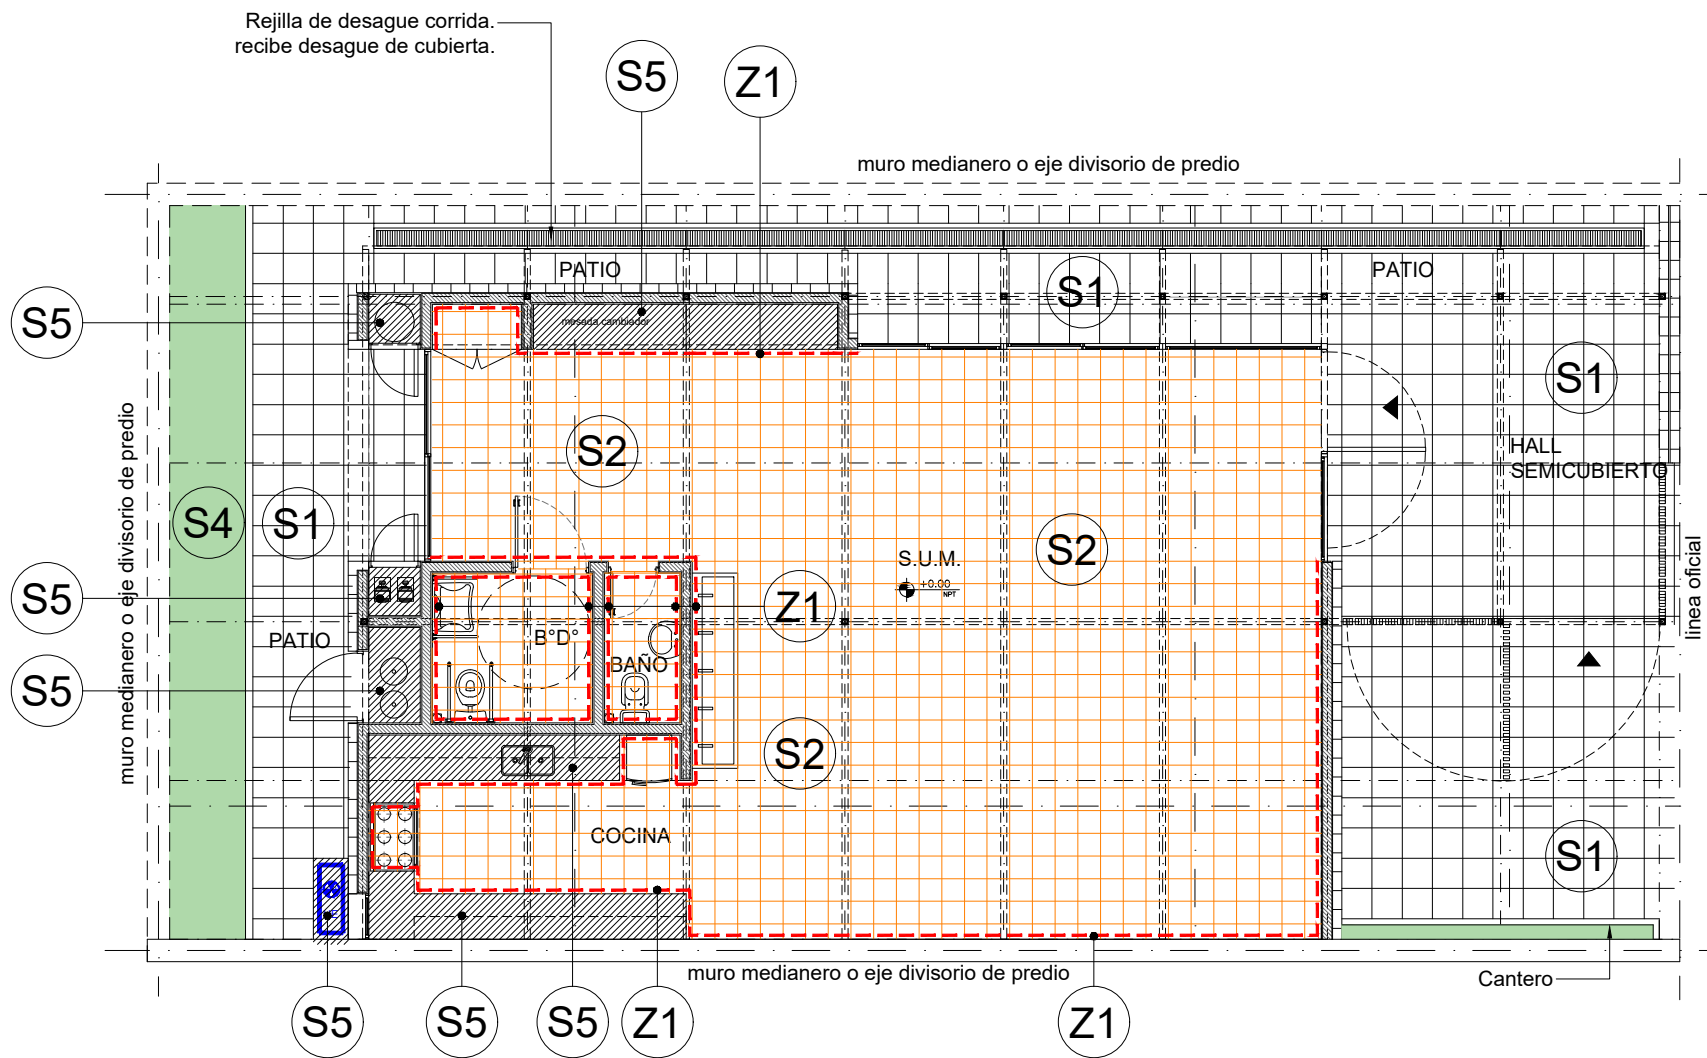 Rejilla de desague corrida.
recibe desague de cubierta.
S5
Z1
muro medianero o eje divisorio de predio
PATIO
S1
PATIO
S5
mesada cambiador
S1
muro medianero o eje divisorio de predio
S2
HALL
SEMICUBIERTO
S4
S1
S2
S.U.M.
+0.00
NPT
linea oficial
S5
Z1
B°D°
PATIO
BAÑO
S5
S2
COCINA
S1
muro medianero o eje divisorio de predio
Cantero
S5
S5
S5
Z1
Z1